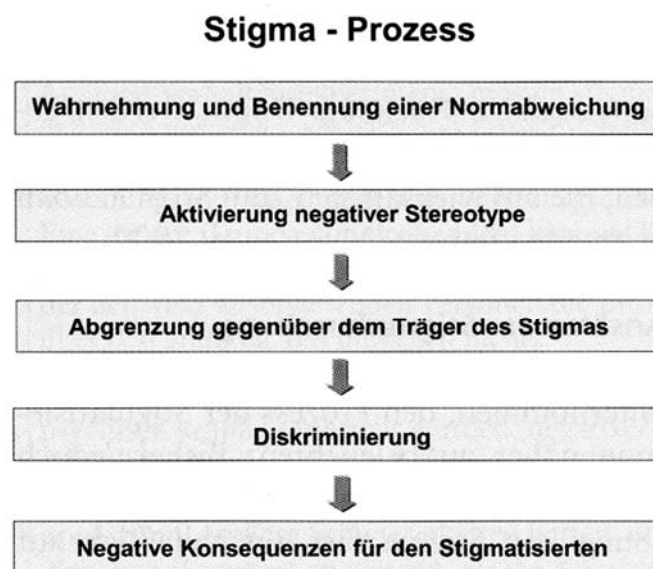 Stigma - Prozess
Wahrnehmung und Benennung einer Normabweichung
Aktivierung negativer Stereotype
Abgrenzung gegenüber dem Träger des Stigmas
Diskriminierung
Negative Konsequenzen für den Stigmatisierten